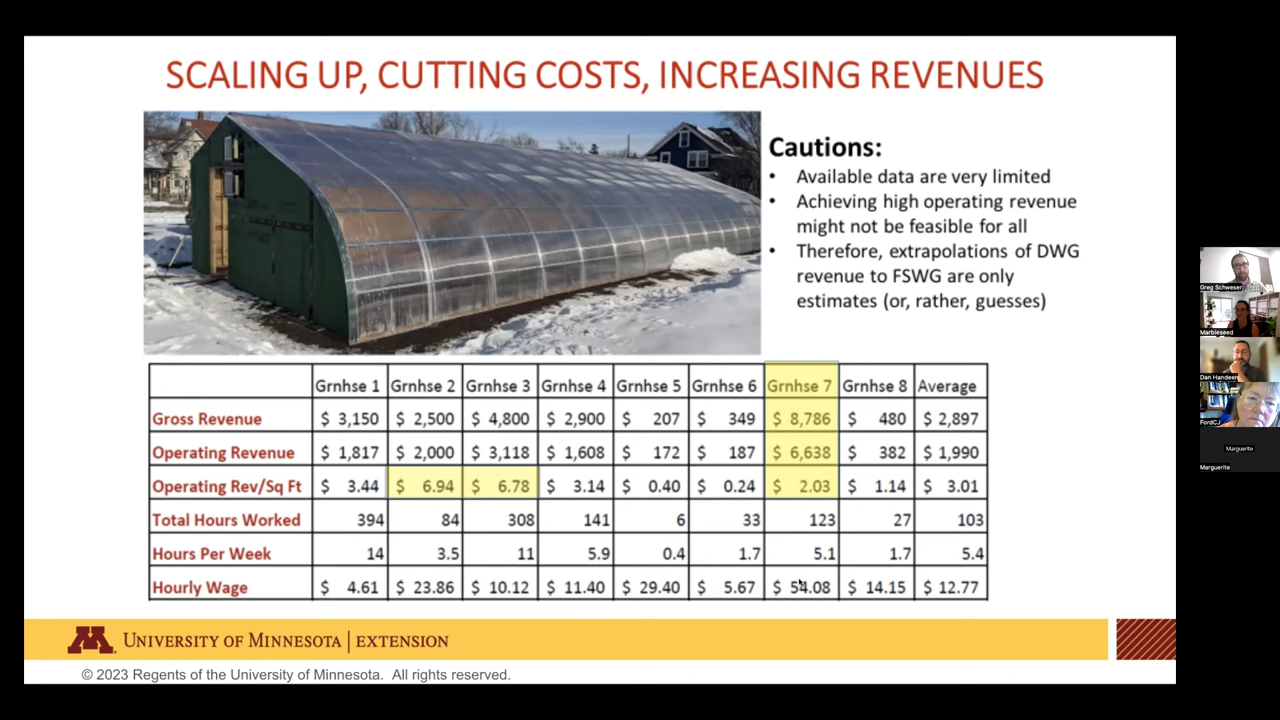 SCALING UP, CUTTING COSTS, INCREASING REVENUES
Cautions:
• Available data are very limited
• Achieving high operating revenue
might not be feasible for all
• Therefore, extrapolations of DWG
revenue to FSWG are only
estimates (or, rather, guesses)
Grnhse 1 Grnhse 2 Grnhse 3 Grnhse 4 Grnhse 5 Grnhse 6 Grnhse 7 Grnhse 8 Average
Gross Revenue $ 3,150 $ 2,500 $ 4,800 $ 2,900 $ 207 $ 349 $ 8,786 $ 480 $ 2,897
Operating Revenue $ 1,817 $ 2,000 $ 3,118 $ 1,608 $ 172 $ 187 $ 6,638 $ 382 $ 1,990
Operating Rev/Sq Ft $ 3.44 $ 6.94 $ 6.78 $ 3.14 $ 0.40 $ 0.24 $ 2.03 $ 1.14 $ 3.01
Total Hours Worked 394 84 308 141 6 33 123 27 103
Hours Per Week 14 3.5 11 5.9 0.4 1.7 5.1 1.7 5.4
Hourly Wage $ 4.61 $ 23.86 $ 10.12 $ 11.40 $ 29.40 $ 5.67 $ 54.08 $ 14.15 $ 12.77
M UNIVERSITY OF MINNESOTA | EXTENSION
© 2023 Regents of the University of Minnesota. All rights reserved.
Greg Schweser
Marbleseed
Dan Handeen
FordCJ
Marguerite
Marguerite